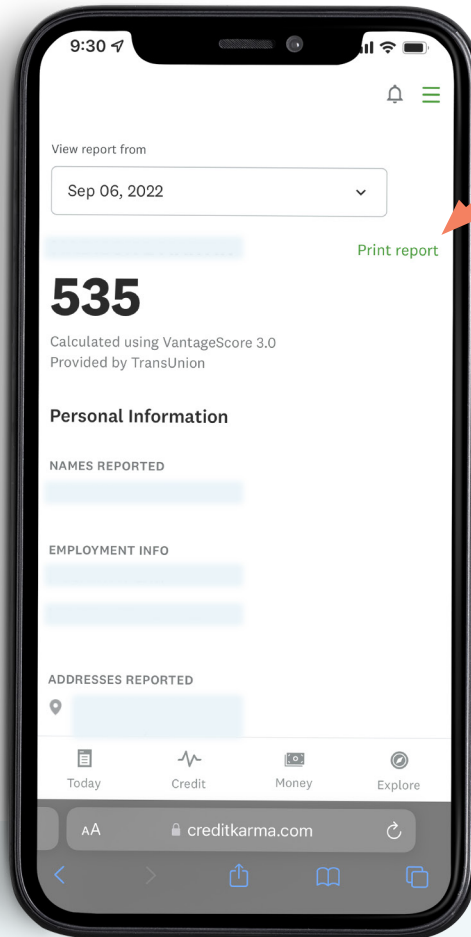 9:30
View report from
Sep 06, 2022
Print report
535
Calculated using VantageScore 3.0
Provided by TransUnion
Personal Information
NAMES REPORTED
EMPLOYMENT INFO
ADDRESSES REPORTED
Today Credit Money Explore
AA creditkarma.com